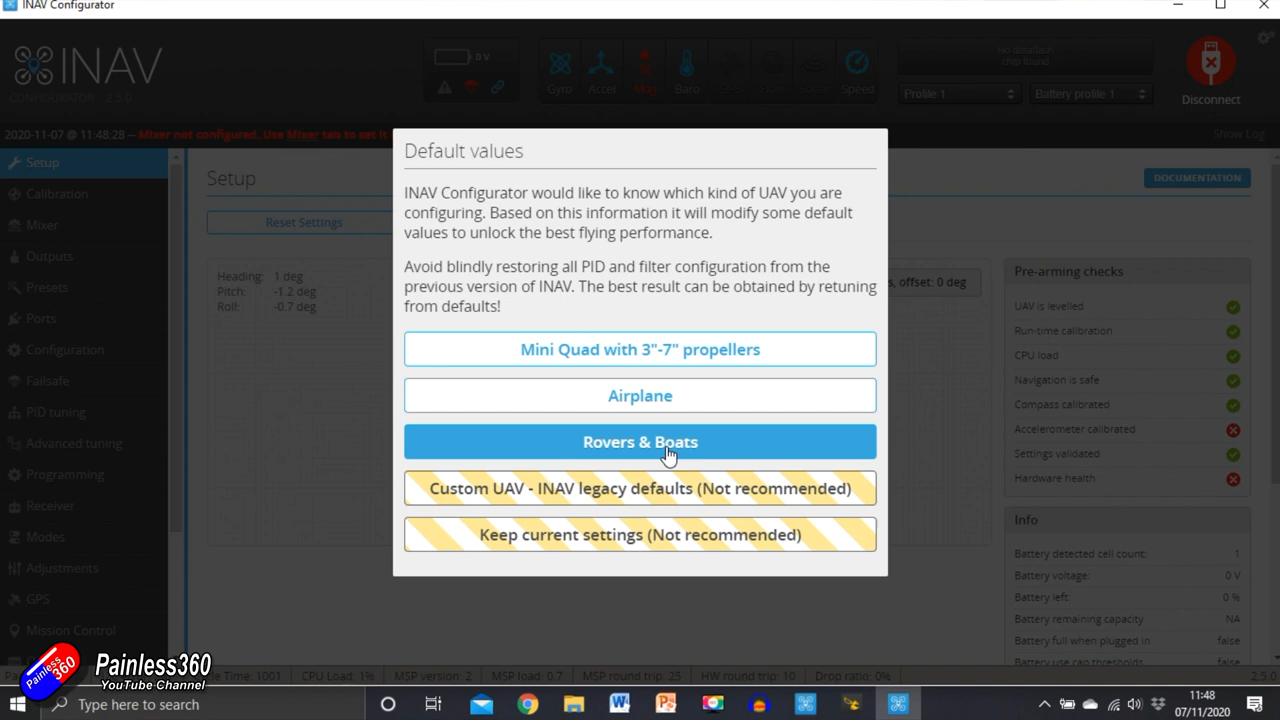 INAV Configurator
INAV
CONFIGURATOR 2.5.0
0 V
Gyro
Accel
Mag
Baro
Speed
No dataflash
chip found
Profile 1
Battery profile 1
Disconnect
2020-11-07 @ 11:48:28 -- Mixer not configured. Use Mixer tab to set it
Show Log
Setup
Calibration
Mixer
Outputs
Presets
Ports
Configuration
Failsafe
PID tuning
Advanced tuning
Programming
Receiver
Modes
Adjustments
GPS
Mission Control
Setup
DOCUMENTATION
Reset Settings
Heading: 1 deg
Pitch: -1.2 deg
Roll: -0.7 deg
s, offset: 0 deg
Default values
INAV Configurator would like to know which kind of UAV you are
configuring. Based on this information it will modify some default
values to unlock the best flying performance.
Avoid blindly restoring all PID and filter configuration from the
previous version of INAV. The best result can be obtained by retuning
from defaults!
Mini Quad with 3"-7" propellers
Airplane
Rovers & Boats
Custom UAV - INAV legacy defaults (Not recommended)
Keep current settings (Not recommended)
Pre-arming checks
UAV is levelled
Run-time calibration
CPU load
Navigation is safe
Compass calibrated
Accelerometer calibrated
Settings validated
Hardware health
Info
Battery detected cell count: 1
Battery voltage: 0 V
Battery left: 0 %
Battery remaining capacity NA
Battery full when plugged in false
Battery use cap thresholds false
Painless360
Painless360
YouTube Channel
le Time: 1001 CPU Load: 1% MSP version: 2 MSP load: 0.7 MSP round trip: 25 HW round trip: 10 Drop ratio: 0% 2.5.0
Type here to search
11:48
07/11/2020